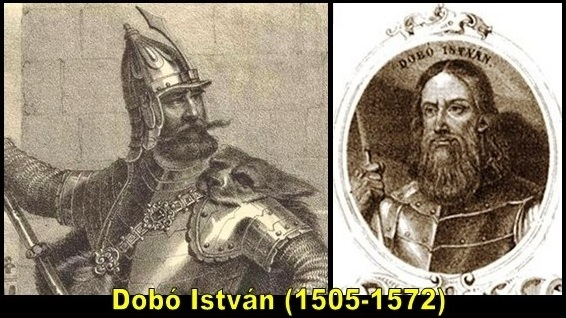 DOBÓ ISTVÁN.
Dobó István (1505-1572)